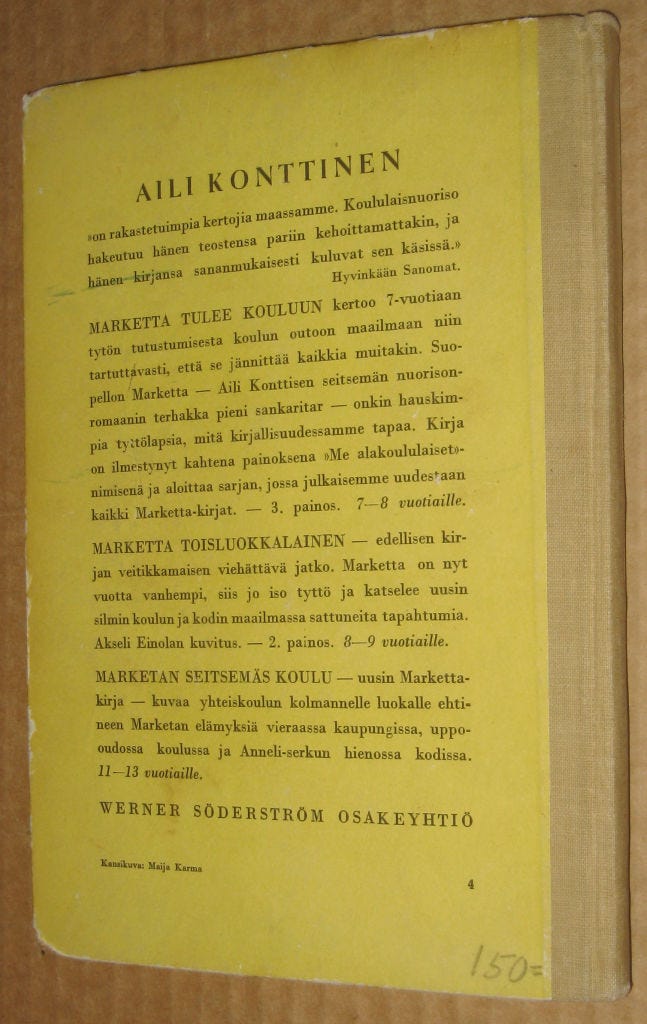 AILI KONTTINEN
»on rakastetuimpia kertojia maassamme. Koululaisnuoriso
hakeutuu hänen teostensa pariin kehoittamattakin, ja
hänen kirjansa sananmukaisesti kuluvat sen käsissä.»
Hyvinkään Sanomat.
MARKETTA TULEE KOULUUN kertoo 7-vuotiaan
tytön tutustumisesta koulun outoon maailmaan niin
tartuttavasti, että se jännittää kaikkia muitakin. Suo-
pellon Marketta — Aili Konttisen seitsemän nuorison-
romaanin terhakka pieni sankaritar — onkin hauskim-
pia tyttölapsia, mitä kirjallisuudessamme tapaa. Kirja
on ilmestynyt kahtena painoksena »Me alakoululaiset»-
nimisenä ja aloittaa sarjan, jossa julkaisemme uudestaan
kaikki Marketta-kirjat. — 3. painos. 7—8 vuotiaille.
MARKETTA TOISLUOKKALAINEN — edellisen kir-
jan veitikkamaisen viehättävä jatko. Marketta on nyt
vuotta vanhempi, siis jo iso tyttö ja katselee uusin
silmin koulun ja kodin maailmassa sattuneita tapahtumia.
Akseli Einolan kuvitus. — 2. painos. 8—9 vuotiaille.
MARKETAN SEITSEMÄS KOULU — uusin Marketta-
kirja — kuvaa yhteiskoulun kolmannelle luokalle ehti-
neen Marketan elämyksiä vieraassa kaupungissa, uppo-
oudossa koulussa ja Anneli-serkun hienossa kodissa.
11—13 vuotiaille.
WERNER SÖDERSTRÖM OSAKEYHTIÖ
Kansikuva: Maija Karma
4
150=